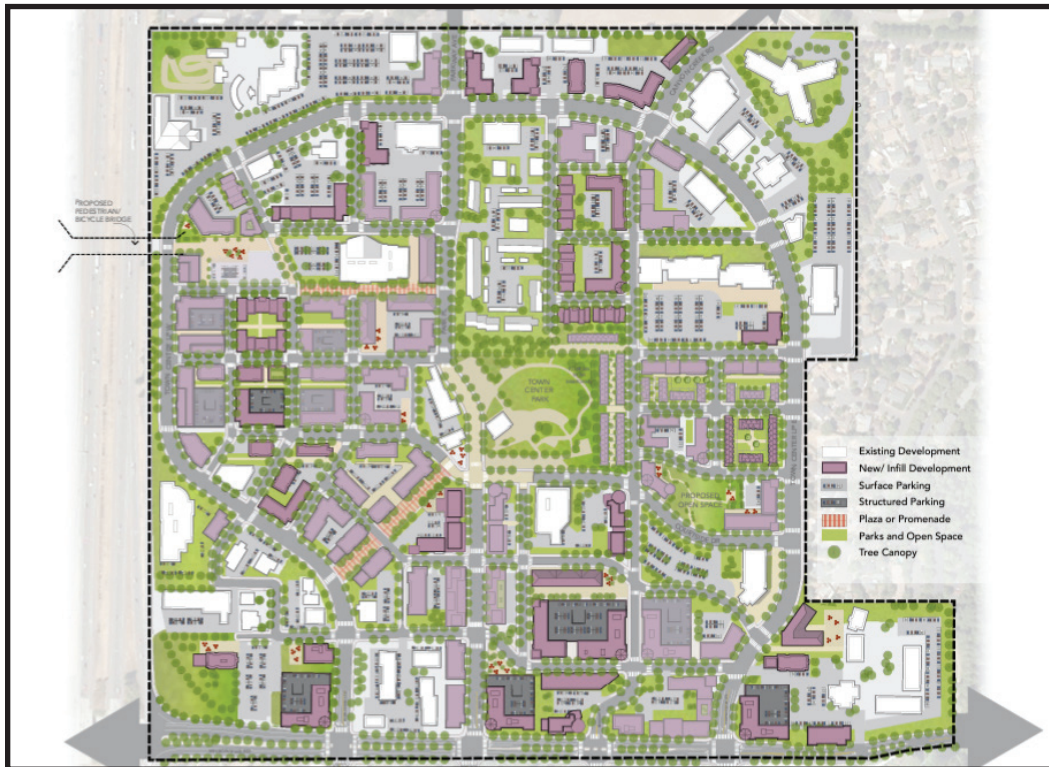 CAMINO
PROPOSED
PEDESTRIAN/
BICYCLE BRIDGE
TOWN
CENTER
PARK
PROPOSED
OPEN SPACE
Existing Development
New/ Infill Development
Surface Parking
Structured Parking
Plaza or Promenade
Parks and Open Space
Tree Canopy